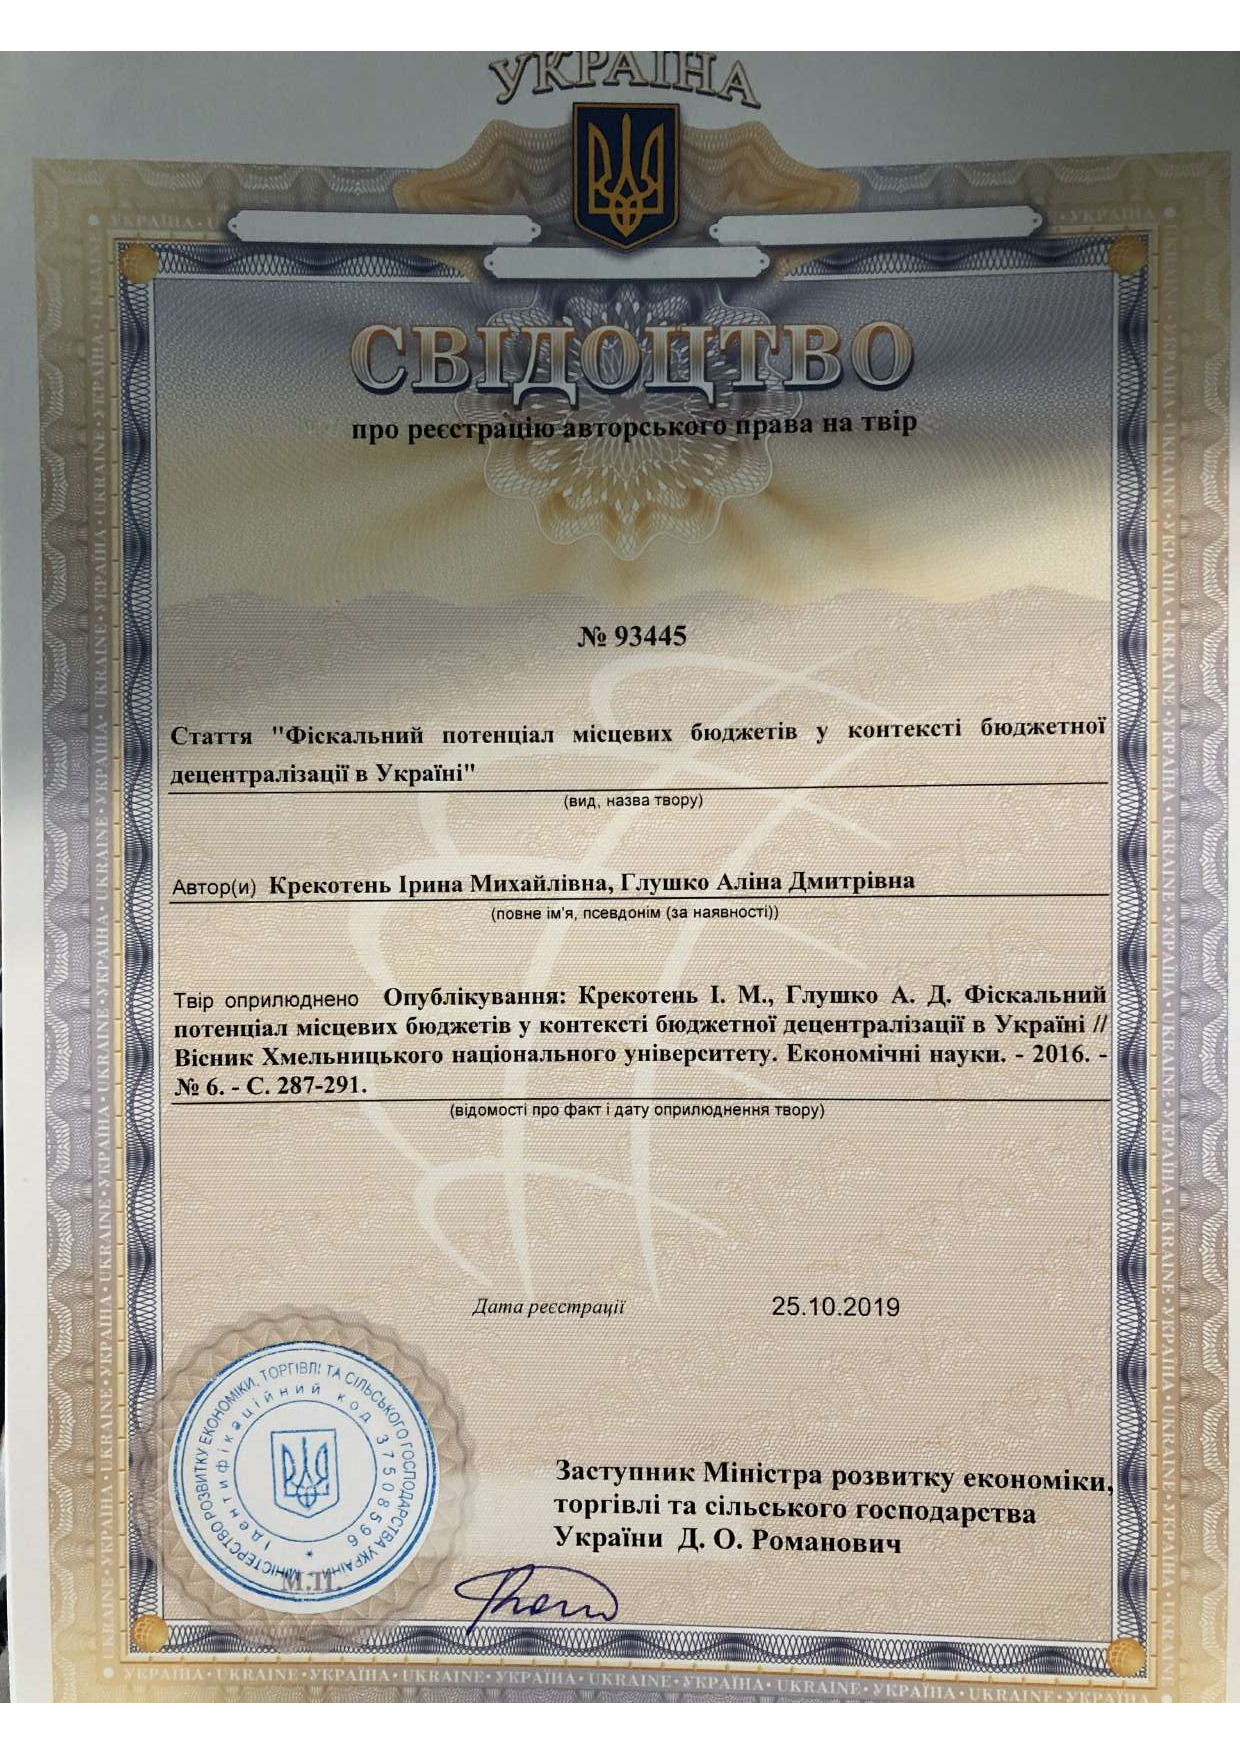 УКРАЇНА
СВІДОЦТВО
про реєстрацію авторського права на твір
№ 93445
Стаття "Фіскальний потенціал місцевих бюджетів у контексті бюджетної
децентралізації в Україні"
(вид, назва твору)
Автор(и) Крекотень Ірина Михайлівна, Глушко Аліна Дмитрівна
(повне ім'я, псевдонім (за наявності))
Твір оприлюднено Опублікування: Крекотень І. М., Глушко А. Д. Фіскальний
потенціал місцевих бюджетів у контексті бюджетної децентралізації в Україні //
Вісник Хмельницького національного університету. Економічні науки. - 2016. -
№ 6. - С. 287-291.
(відомості про факт і дату оприлюднення твору)
Дата реєстрації 25.10.2019
МІНІСТЕРСТВО РОЗВИТКУ ЕКОНОМІКИ, ТОРГІВЛІ ТА СІЛЬСЬКОГО ГОСПОДАРСТВА УКРАЇНИ
Ідентифікаційний код 37508596
М.П.
Заступник Міністра розвитку економіки,
торгівлі та сільського господарства
України Д. О. Романович
УКРАЇНА • UKRAINE • УКРАЇНА • UKRAINE • УКРАЇНА • UKRAINE • УКРАЇНА • UKRAINE • УКРАЇНА • UKRAINE • УКРАЇНА